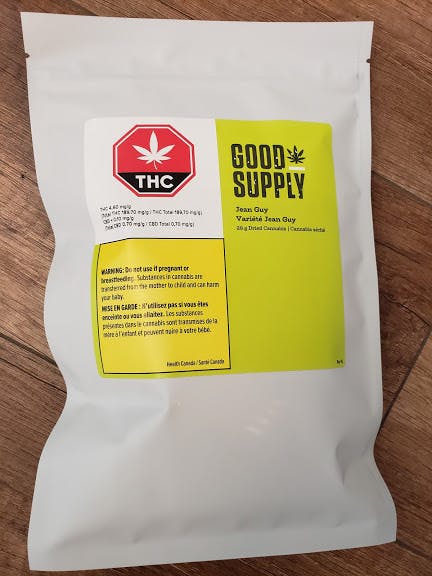 THC
THC 4,60 mg/g
(Total THC 189,70 mg/g / THC Total 189,70 mg/g)
CBD 0,10 mg/g
(Total CBD 0,70 mg/g / CBD Total 0,70 mg/g)
GOOD
SUPPLY
Jean Guy
Variété Jean Guy
28 g Dried Cannabis | Cannabis séché
WARNING: Do not use if pregnant or
breastfeeding. Substances in cannabis are
transferred from the mother to child and can harm
your baby.
MISE EN GARDE : N'utilisez pas si vous êtes
enceinte ou vous allaitez. Les substances
présentes dans le cannabis sont transmises de la
mère à l'enfant et peuvent nuire à votre bébé.
Health Canada / Santé Canada